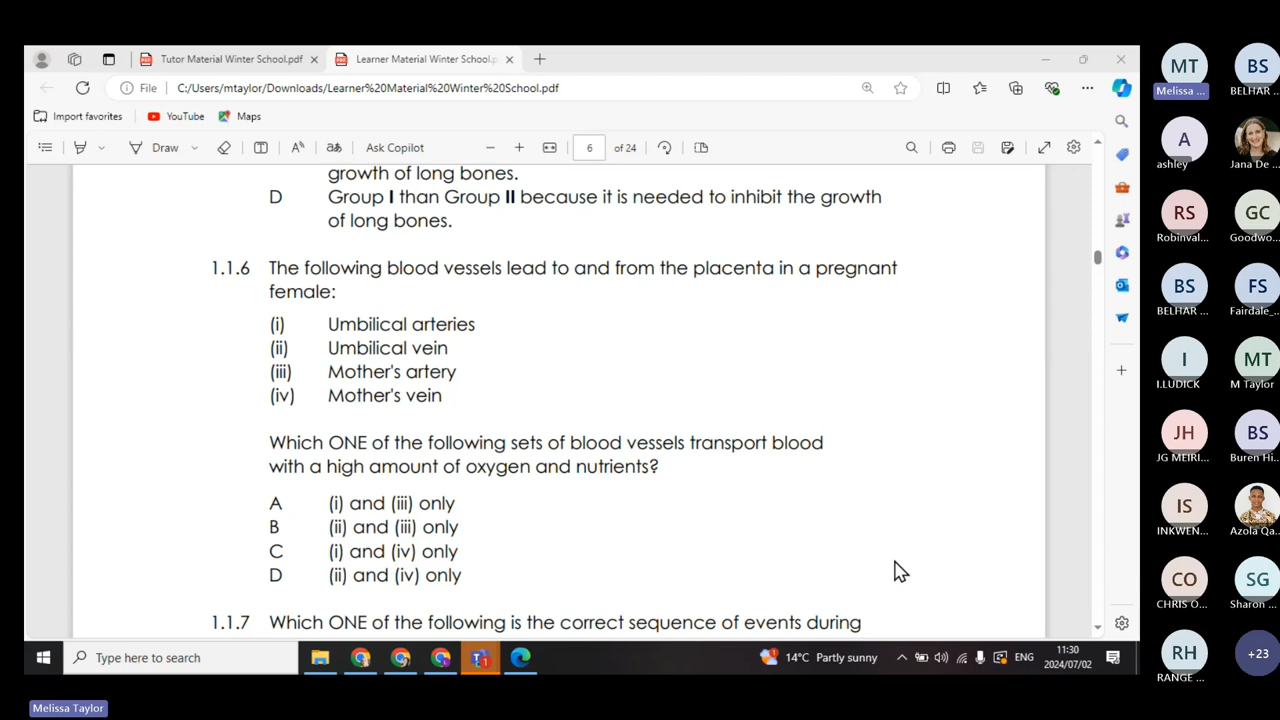 Tutor Material Winter School.pdf
Learner Material Winter School.p
File C:/Users/mtaylor/Downloads/Learner%20Material%20Winter%20School.pdf
Import favorites YouTube Maps
Draw Ask Copilot 6 of 24
growth of long bones.
D Group I than Group II because it is needed to inhibit the growth
of long bones.
1.1.6 The following blood vessels lead to and from the placenta in a pregnant
female:
(i) Umbilical arteries
(ii) Umbilical vein
(iii) Mother's artery
(iv) Mother's vein
Which ONE of the following sets of blood vessels transport blood
with a high amount of oxygen and nutrients?
A (i) and (iii) only
B (ii) and (iii) only
C (i) and (iv) only
D (ii) and (iv) only
1.1.7 Which ONE of the following is the correct sequence of events during
Type here to search
14°C Partly sunny
ENG
11:30
2024/07/02
Melissa Taylor
MT
Melissa ...
BS
BELHAR ...
A
ashley
Jana De ...
RS
Robinval...
GC
Goodwo...
BS
BELHAR ...
FS
Fairdale_...
I
I.LUDICK
MT
M Taylor
JH
JG MEIRI...
BS
Buren Hi...
IS
INKWEN...
Azola Qa...
CO
CHRIS O...
SG
Sharon ...
RH
RANGE ...
+23